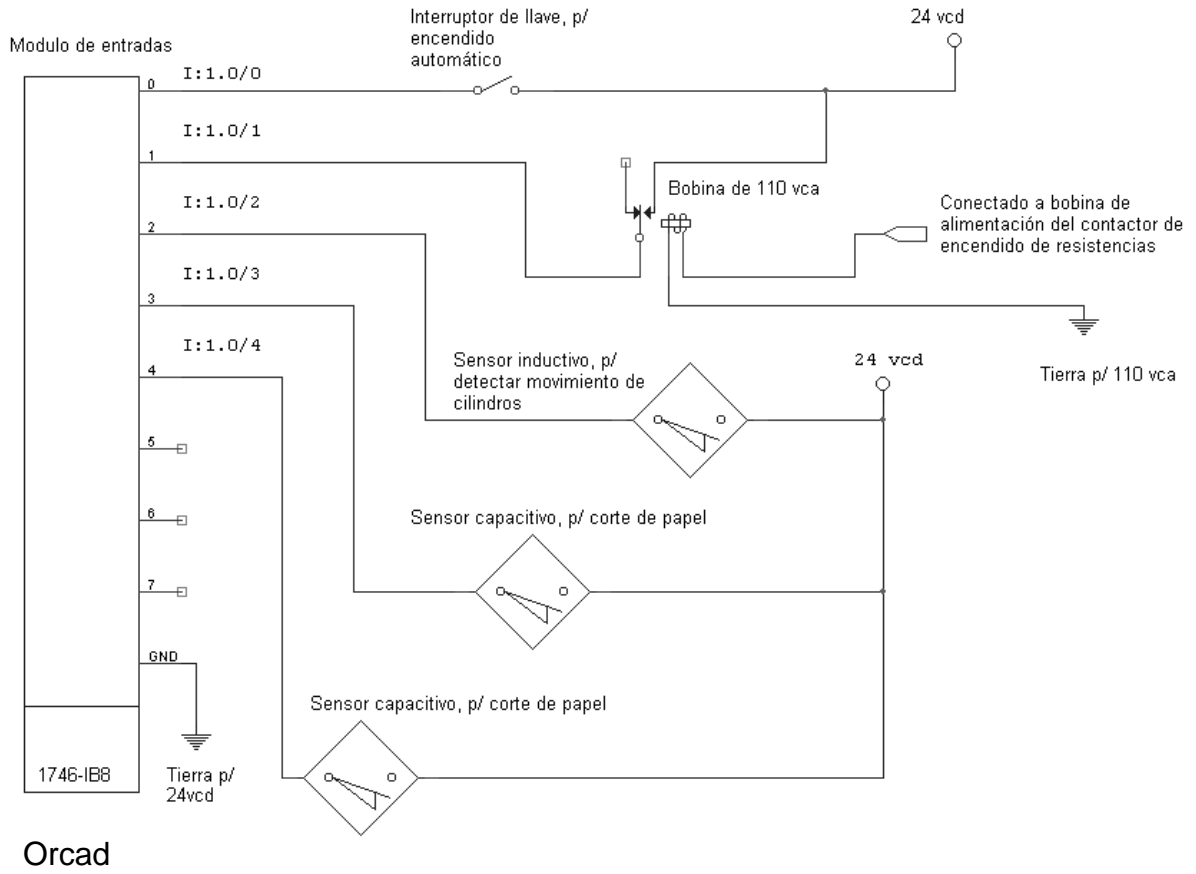 Interruptor de llave, p/
encendido
automático
24 vcd
Modulo de entradas
0
I:1.0/0
I:1.0/1
1
Bobina de 110 vca
I:1.0/2
2
Conectado a bobina de
alimentación del contactor de
encendido de resistencias
I:1.0/3
3
I:1.0/4
4
Sensor inductivo, p/
detectar movimiento de
cilindros
24 vcd
Tierra p/ 110 vca
5
6
Sensor capacitivo, p/ corte de papel
7
GND
Sensor capacitivo, p/ corte de papel
1746-IB8
Tierra p/
24vcd
Orcad